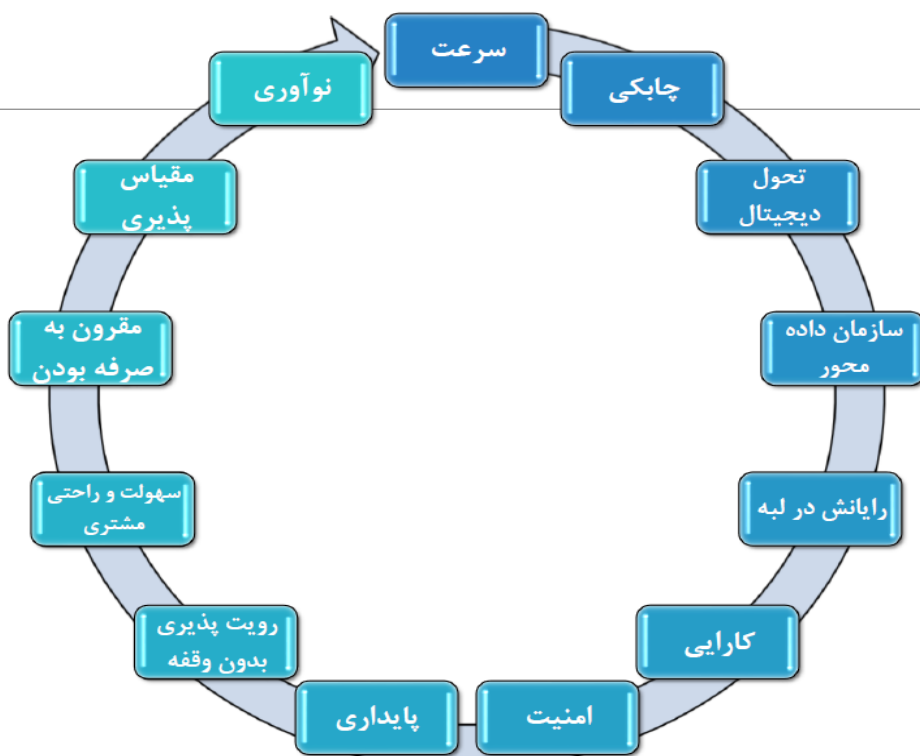 سرعت
چابکی
تحول
دیجیتال
سازمان داده
محور
رایانش در لبه
کارایی
امنیت
پایداری
رویت پذیری
بدون وقفه
سهولت و راحتی
مشتری
مقرون به
صرفه بودن
مقیاس
پذیری
نوآوری